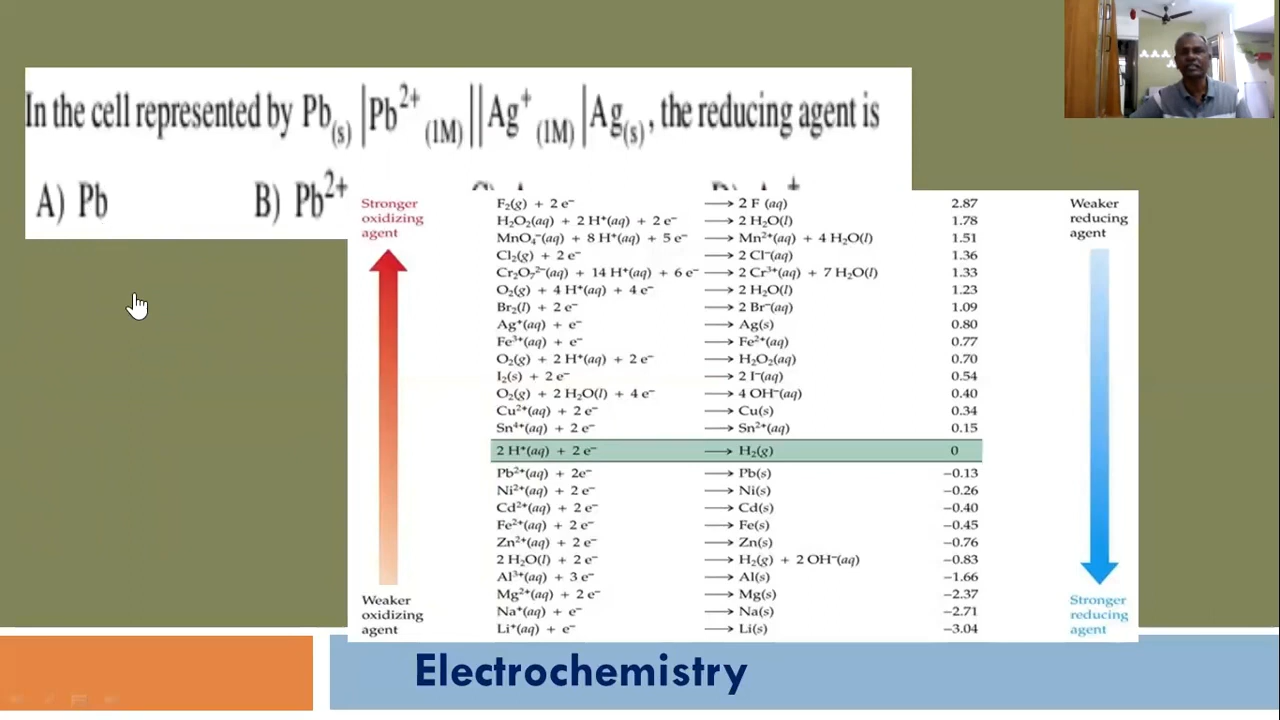 In the cell represented by Pb(s) |Pb²⁺(1M) ||Ag⁺(1M) |Ag(s), the reducing agent is
A) Pb B) Pb²⁺
Stronger oxidizing agent
Weaker reducing agent
F₂(g) + 2 e⁻ ⟶ 2 F (aq) 2.87
H₂O₂(aq) + 2 H⁺(aq) + 2 e⁻ ⟶ 2 H₂O(l) 1.78
MnO₄⁻(aq) + 8 H⁺(aq) + 5 e⁻ ⟶ Mn²⁺(aq) + 4 H₂O(l) 1.51
Cl₂(g) + 2 e⁻ ⟶ 2 Cl⁻(aq) 1.36
Cr₂O₇²⁻(aq) + 14 H⁺(aq) + 6 e⁻ ⟶ 2 Cr³⁺(aq) + 7 H₂O(l) 1.33
O₂(g) + 4 H⁺(aq) + 4 e⁻ ⟶ 2 H₂O(l) 1.23
Br₂(l) + 2 e⁻ ⟶ 2 Br⁻(aq) 1.09
Ag⁺(aq) + e⁻ ⟶ Ag(s) 0.80
Fe³⁺(aq) + e⁻ ⟶ Fe²⁺(aq) 0.77
O₂(g) + 2 H⁺(aq) + 2 e⁻ ⟶ H₂O₂(aq) 0.70
I₂(s) + 2 e⁻ ⟶ 2 I⁻(aq) 0.54
O₂(g) + 2 H₂O(l) + 4 e⁻ ⟶ 4 OH⁻(aq) 0.40
Cu²⁺(aq) + 2 e⁻ ⟶ Cu(s) 0.34
Sn⁴⁺(aq) + 2 e⁻ ⟶ Sn²⁺(aq) 0.15
2 H⁺(aq) + 2 e⁻ ⟶ H₂(g) 0
Pb²⁺(aq) + 2e⁻ ⟶ Pb(s) −0.13
Ni²⁺(aq) + 2 e⁻ ⟶ Ni(s) −0.26
Cd²⁺(aq) + 2 e⁻ ⟶ Cd(s) −0.40
Fe²⁺(aq) + 2 e⁻ ⟶ Fe(s) −0.45
Zn²⁺(aq) + 2 e⁻ ⟶ Zn(s) −0.76
2 H₂O(l) + 2 e⁻ ⟶ H₂(g) + 2 OH⁻(aq) −0.83
Al³⁺(aq) + 3 e⁻ ⟶ Al(s) −1.66
Mg²⁺(aq) + 2 e⁻ ⟶ Mg(s) −2.37
Na⁺(aq) + e⁻ ⟶ Na(s) −2.71
Li⁺(aq) + e⁻ ⟶ Li(s) −3.04
Weaker oxidizing agent
Stronger reducing agent
Electrochemistry